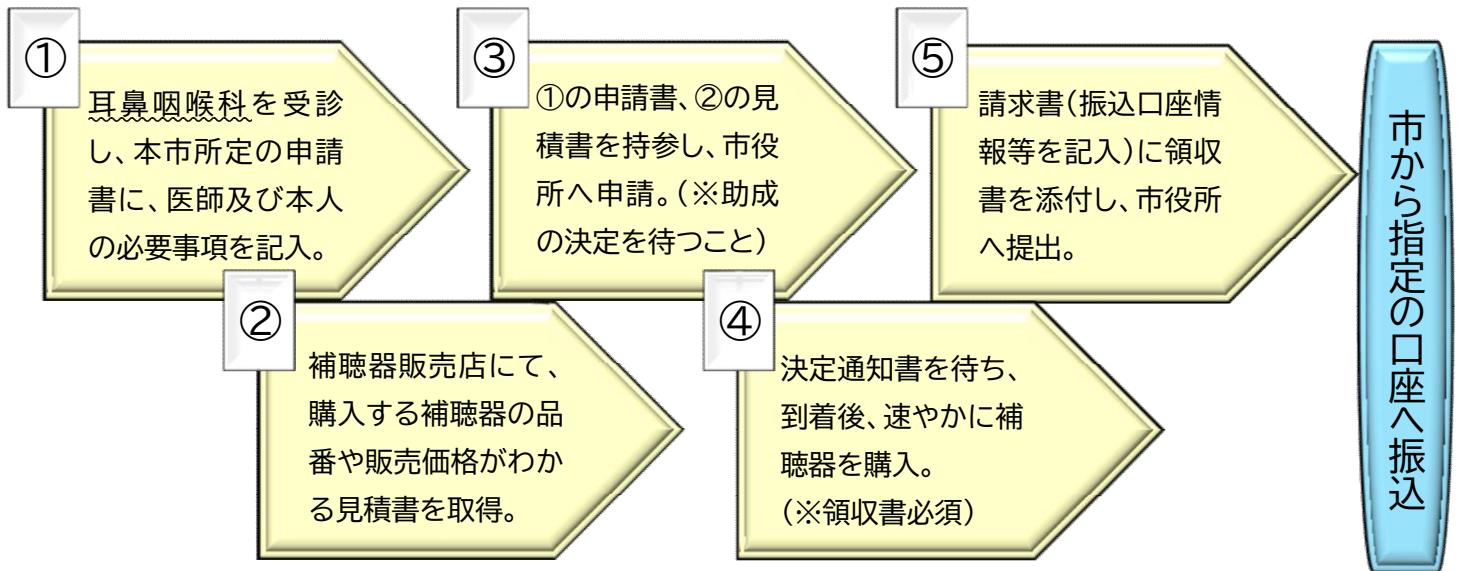 ①
耳鼻咽喉科を受診
し、本市所定の申請
書に、医師及び本人
の必要事項を記入。
②
補聴器販売店にて、
購入する補聴器の品
番や販売価格がわか
る見積書を取得。
③
①の申請書、②の見
積書を持参し、市役
所へ申請。(※助成
の決定を待つこと)
④
決定通知書を待ち、
到着後、速やかに補
聴器を購入。
(※領収書必須)
⑤
請求書(振込口座情
報等を記入)に領収
書を添付し、市役所
へ提出。
市から指定の口座へ振込